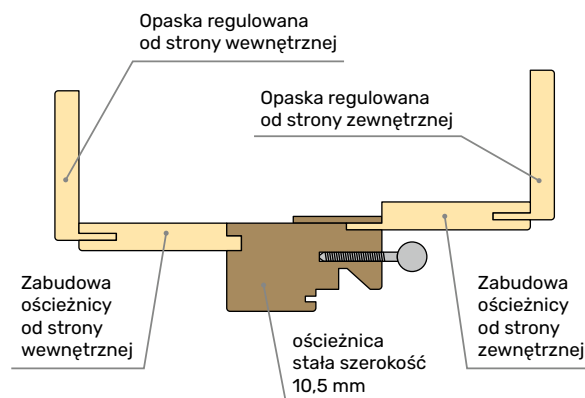 Opaska regulowana
od strony wewnętrznej
Opaska regulowana
od strony zewnętrznej
Zabudowa
ościeżnicy
od strony
wewnętrznej
ościeżnica
stała szerokość
10,5 mm
Zabudowa
ościeżnicy
od strony
zewnętrznej